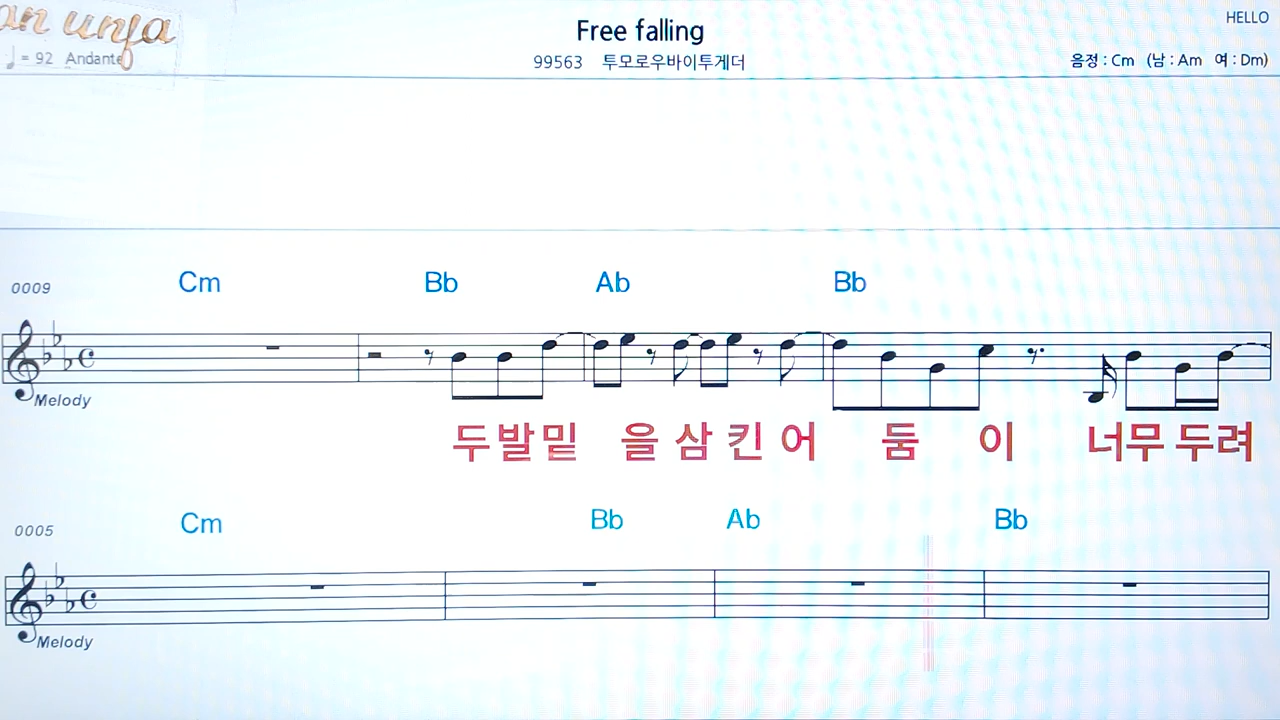 HELLO
Free falling
♩ = 92 Andante
99563 투모로우바이투게더
음정 : Cm (남 : Am 여 : Dm)
0009 Cm Bb Ab Bb
Melody
두발밑 을 삼 킨 어 둠 이 너무 두려
0005 Cm Bb Ab Bb
Melody